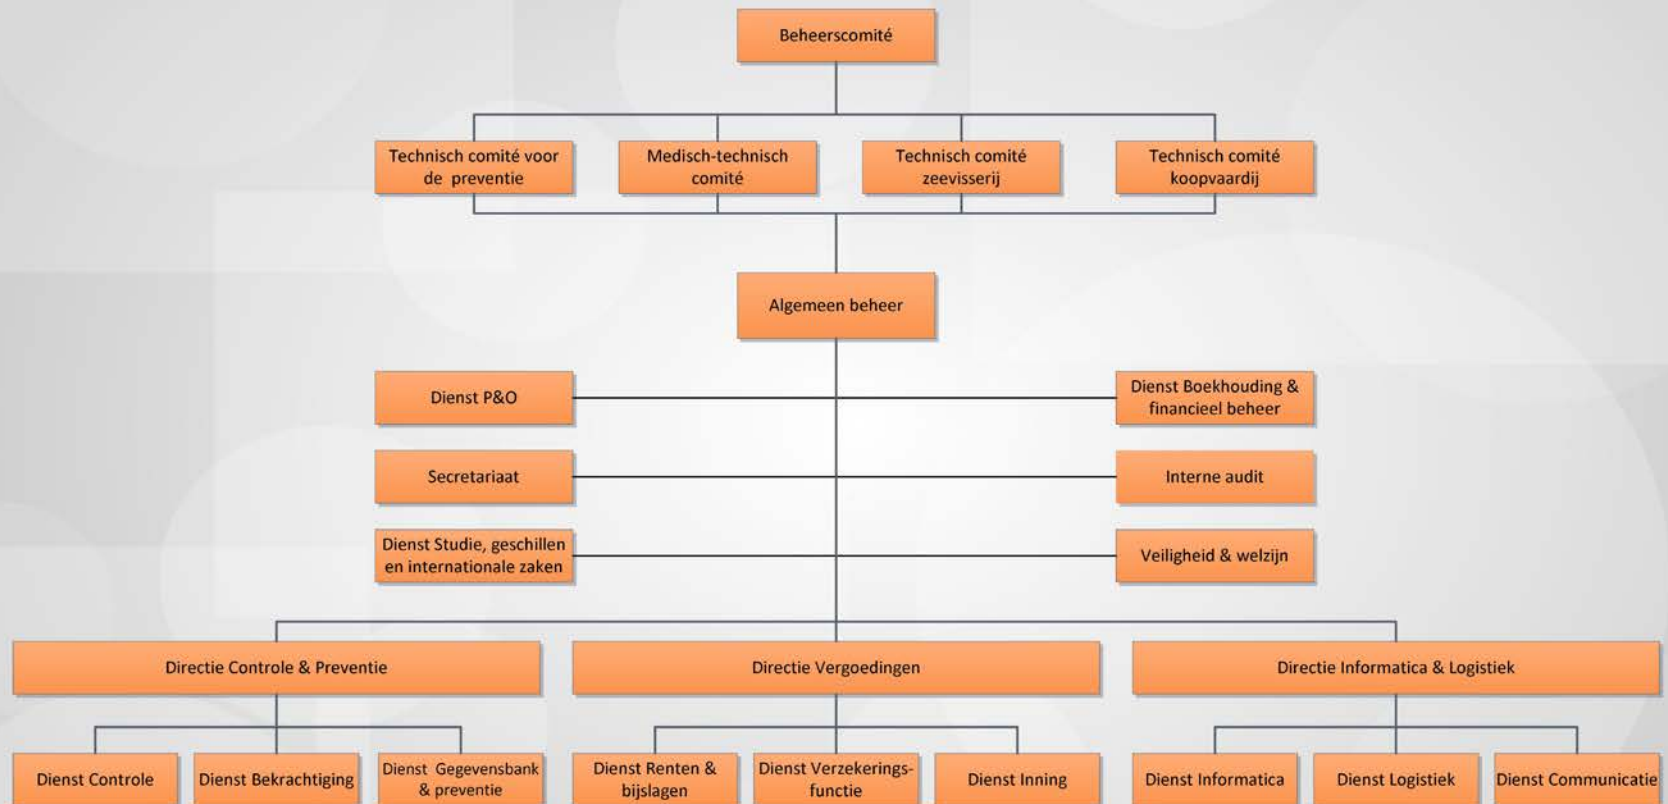 Beheerscomité
Technisch comité voor
de preventie
Medisch-technisch
comité
Technisch comité
zeevisserij
Technisch comité
koopvaardij
Algemeen beheer
Dienst P&O
Dienst Boekhouding &
financieel beheer
Secretariaat
Interne audit
Dienst Studie, geschillen
en internationale zaken
Veiligheid & welzijn
Directie Controle & Preventie
Directie Vergoedingen
Directie Informatica & Logistiek
Dienst Controle
Dienst Bekrachtiging
Dienst Gegevensbank
& preventie
Dienst Renten &
bijslagen
Dienst Verzekerings-
functie
Dienst Inning
Dienst Informatica
Dienst Logistiek
Dienst Communicatie